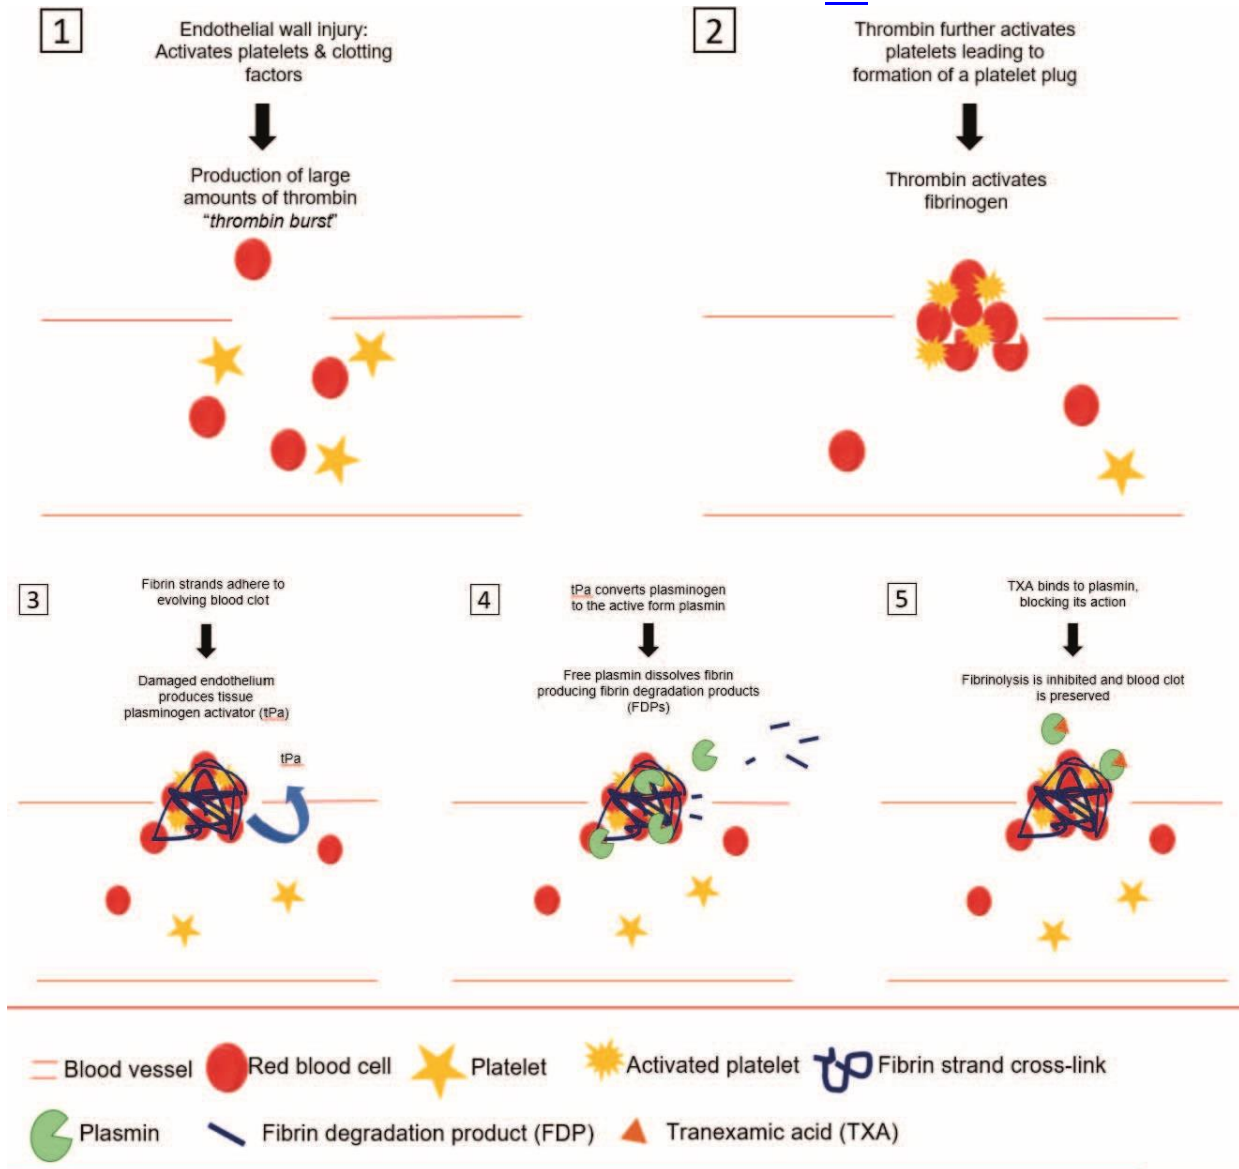 1
Endothelial wall injury:
Activates platelets & clotting
factors
Production of large
amounts of thrombin
“thrombin burst”
2
Thrombin further activates
platelets leading to
formation of a platelet plug
Thrombin activates
fibrinogen
3
Fibrin strands adhere to
evolving blood clot
Damaged endothelium
produces tissue
plasminogen activator (tPa)
tPa
4
tPa converts plasminogen
to the active form plasmin
Free plasmin dissolves fibrin
producing fibrin degradation products
(FDPs)
5
TXA binds to plasmin,
blocking its action
Fibrinolysis is inhibited and blood clot
is preserved
Blood vessel
Red blood cell
Platelet
Activated platelet
Fibrin strand cross-link
Plasmin
Fibrin degradation product (FDP)
Tranexamic acid (TXA)